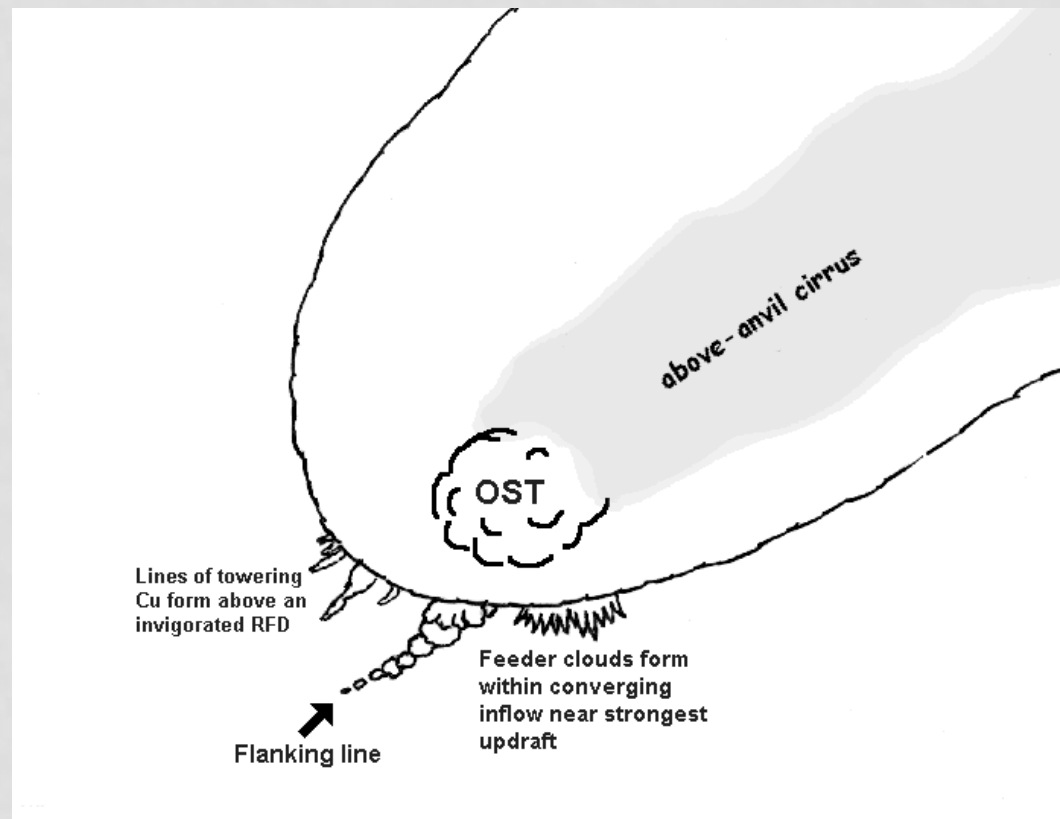 above-anvil cirrus
OST
Lines of towering
Cu form above an
invigorated RFD
Feeder clouds form
within converging
inflow near strongest
updraft
Flanking line